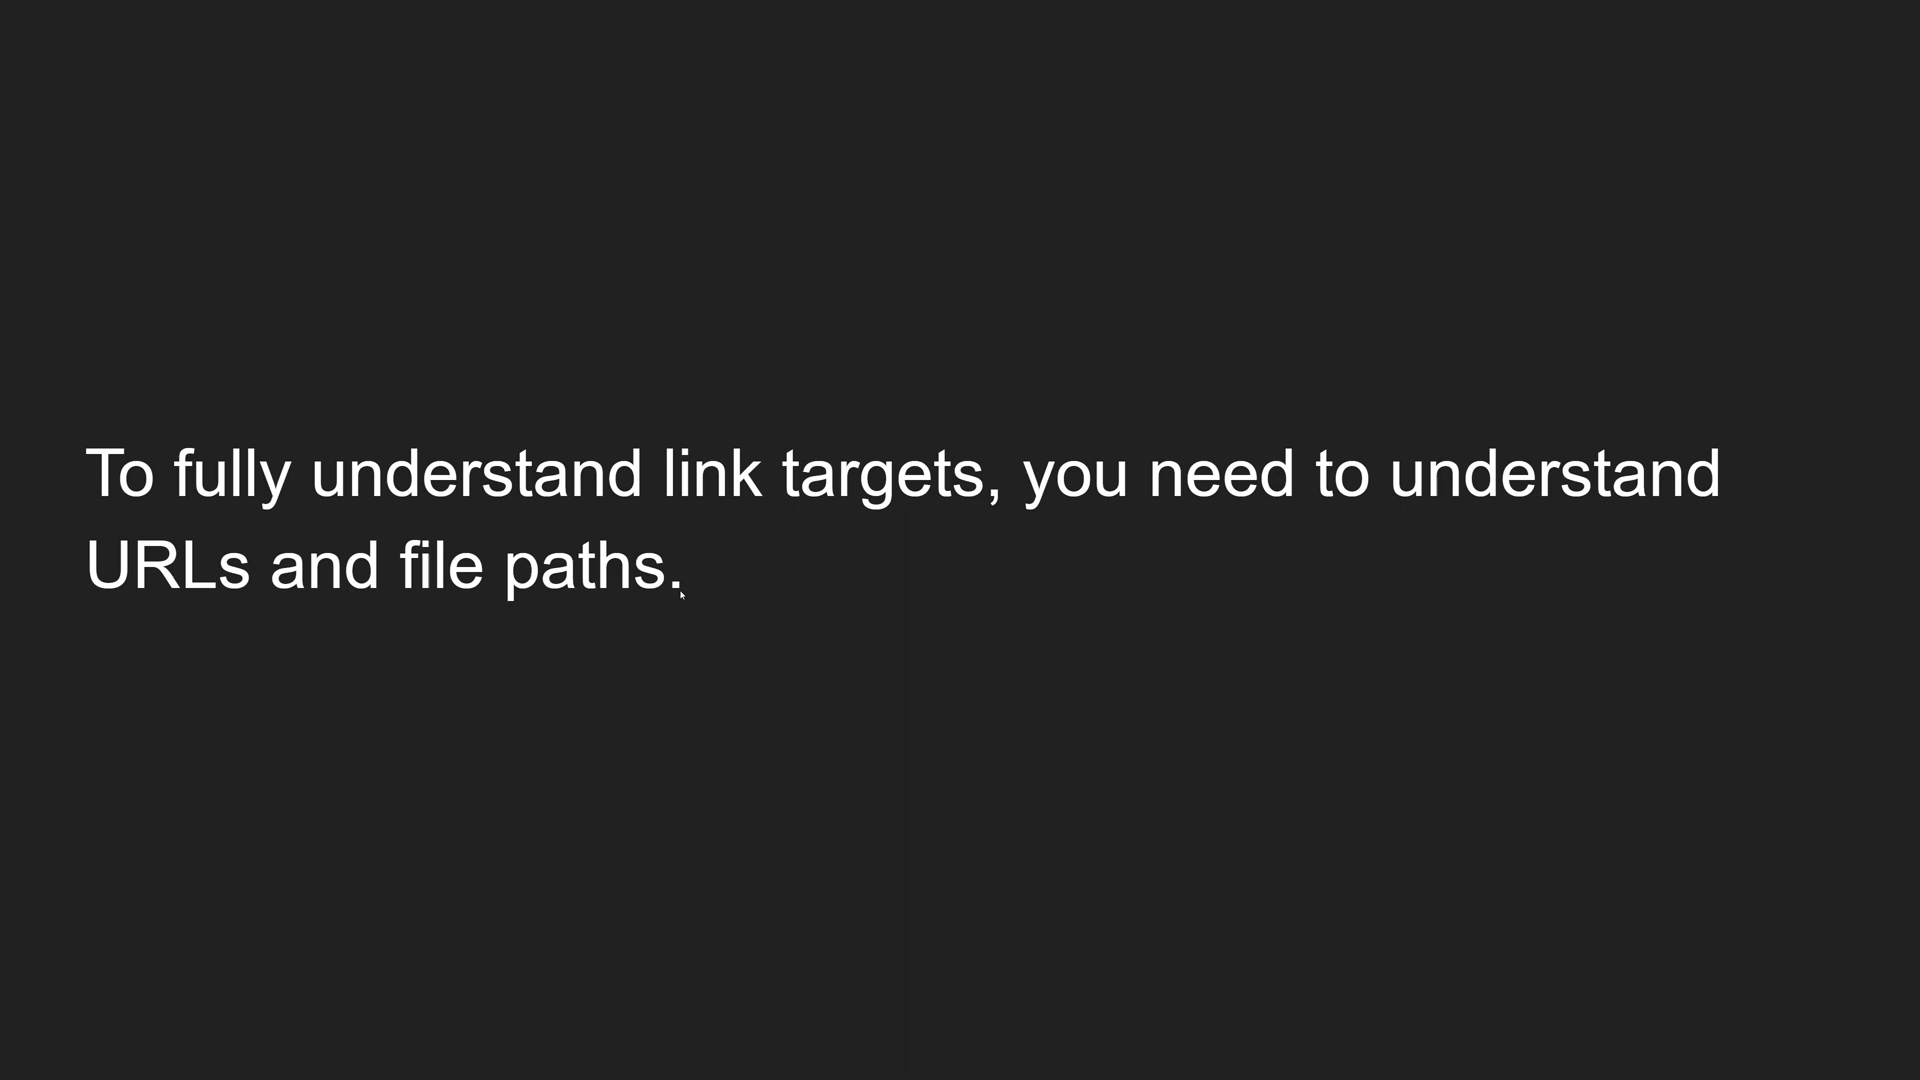 To fully understand link targets, you need to understand
URLs and file paths.